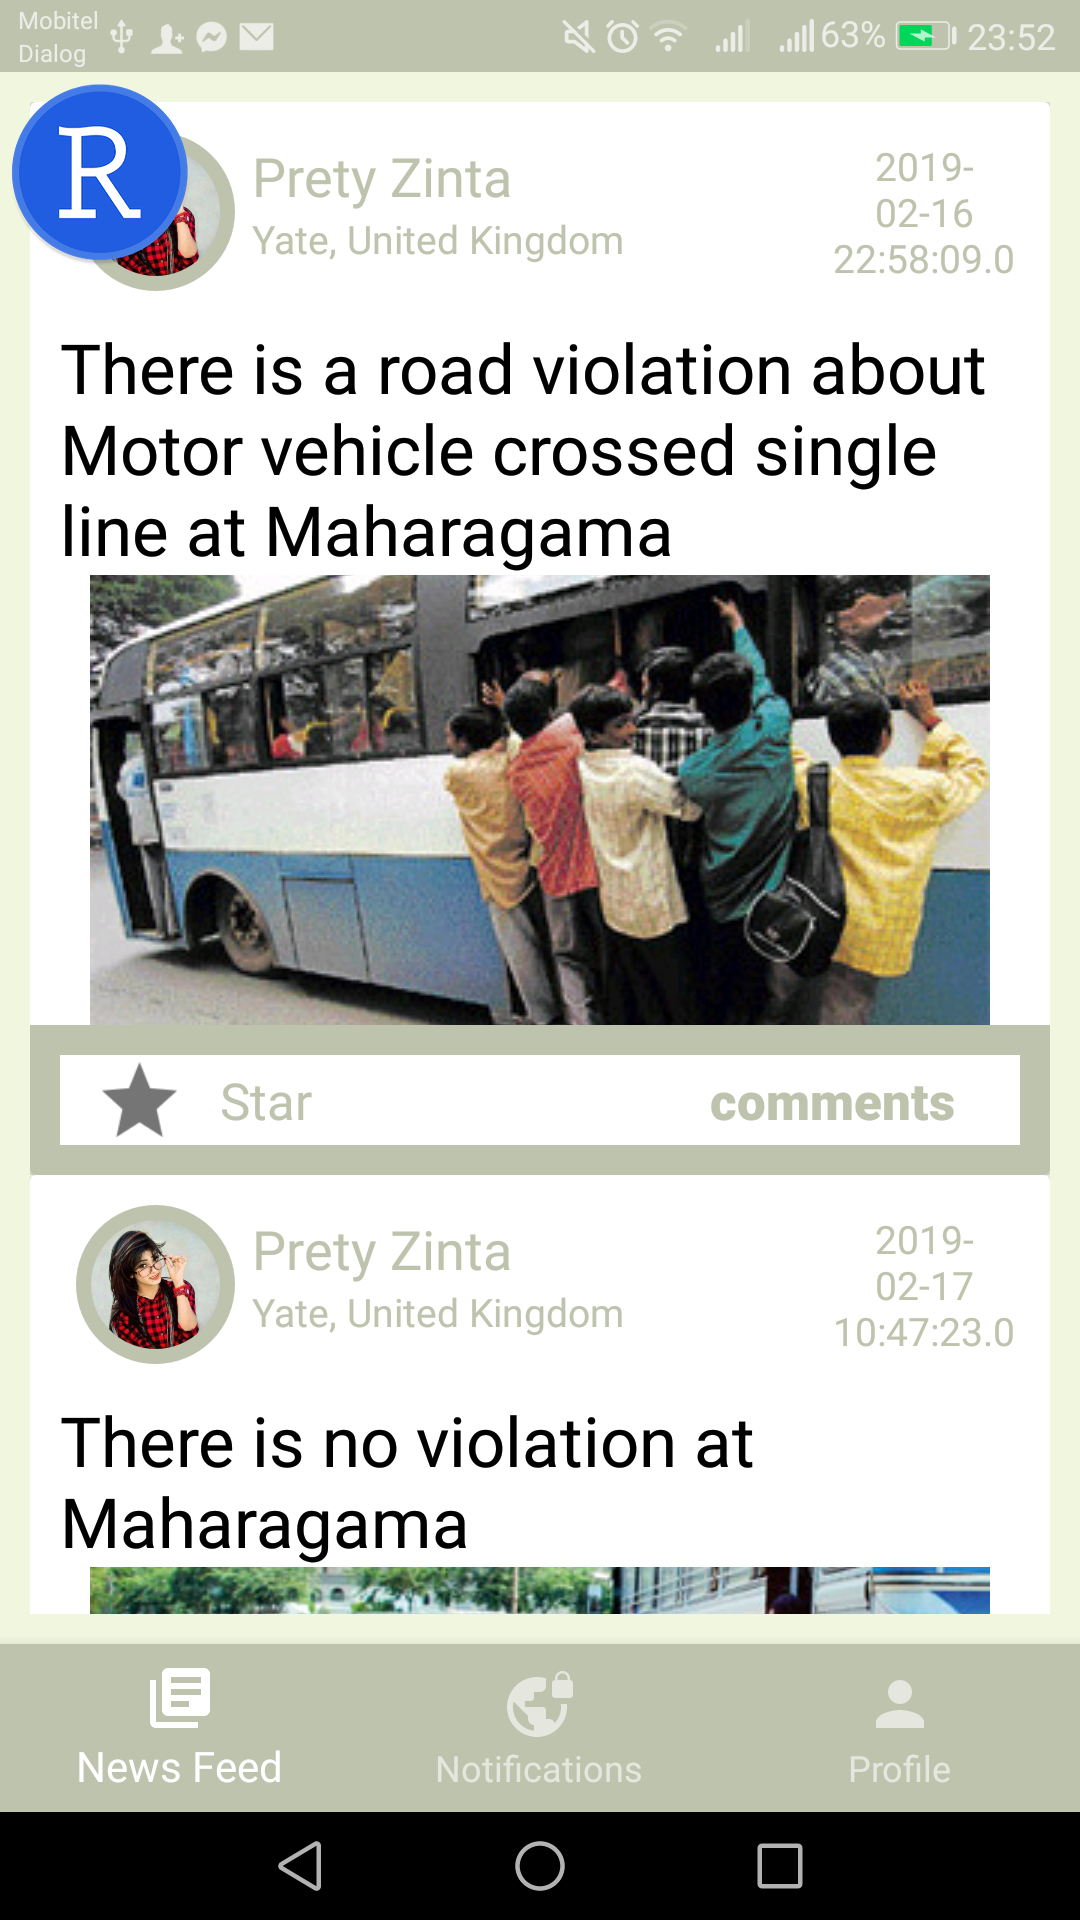 Mobitel
Dialog
63%
23:52
R
Prety Zinta
Yate, United Kingdom
2019-
02-16
22:58:09.0
There is a road violation about
Motor vehicle crossed single
line at Maharagama
Star
comments
Prety Zinta
Yate, United Kingdom
2019-
02-17
10:47:23.0
There is no violation at
Maharagama
News Feed
Notifications
Profile